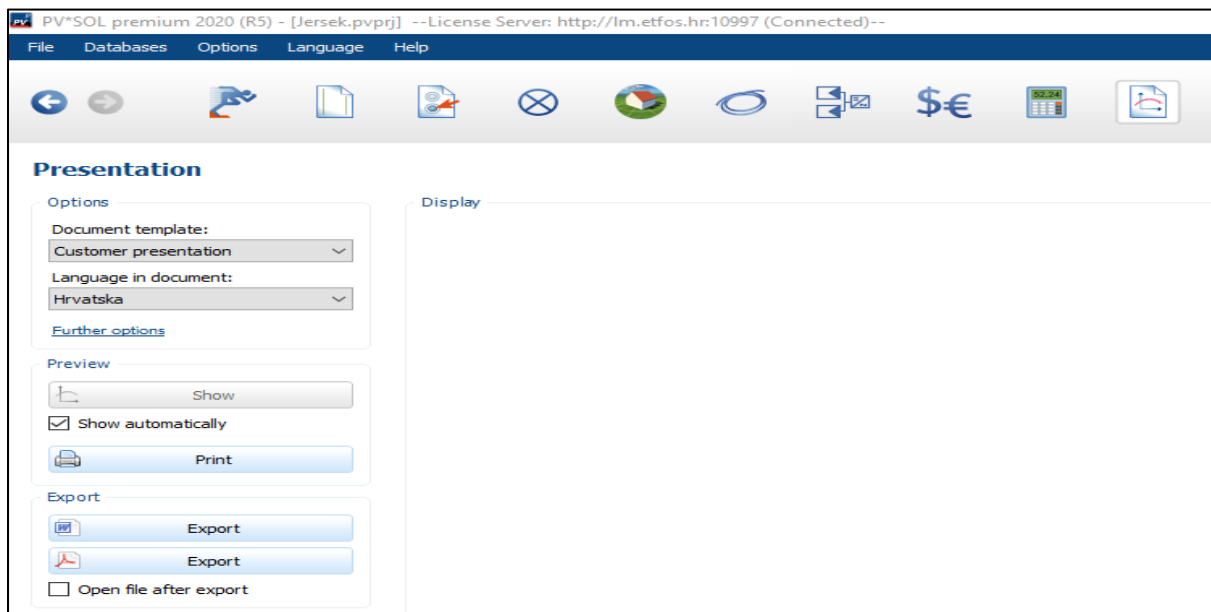 PV*SOL premium 2020 (R5) - [Jersek.pvprj] --License Server: http://lm.etfos.hr:10997 (Connected)--
File Databases Options Language Help
$€ 52.24
Presentation
Options
Document template:
Customer presentation
Language in document:
Hrvatska
Further options
Preview
Show
Show automatically
Print
Export
Export
Export
Open file after export
Display